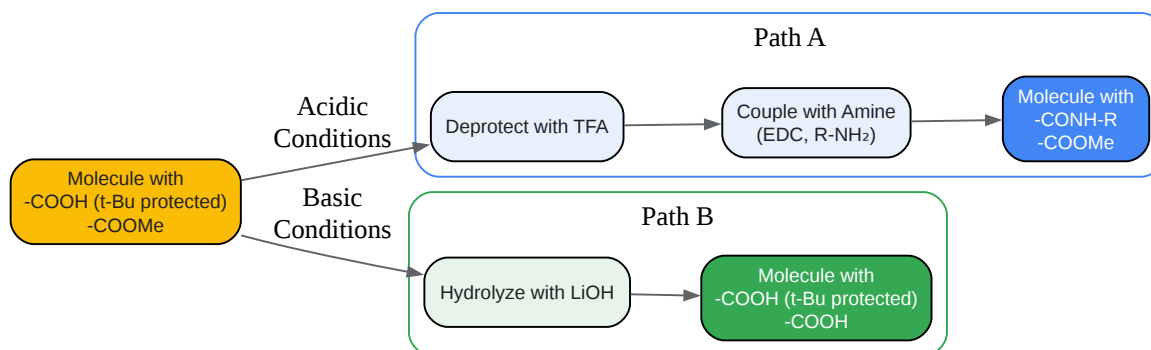 Path A
Acidic
Conditions
Deprotect with TFA
Couple with Amine
(EDC, R-NH₂)
Molecule with
-CONH-R
-COOMe
Molecule with
-COOH (t-Bu protected)
-COOMe
Basic
Conditions
Path B
Hydrolyze with LiOH
Molecule with
-COOH (t-Bu protected)
-COOH